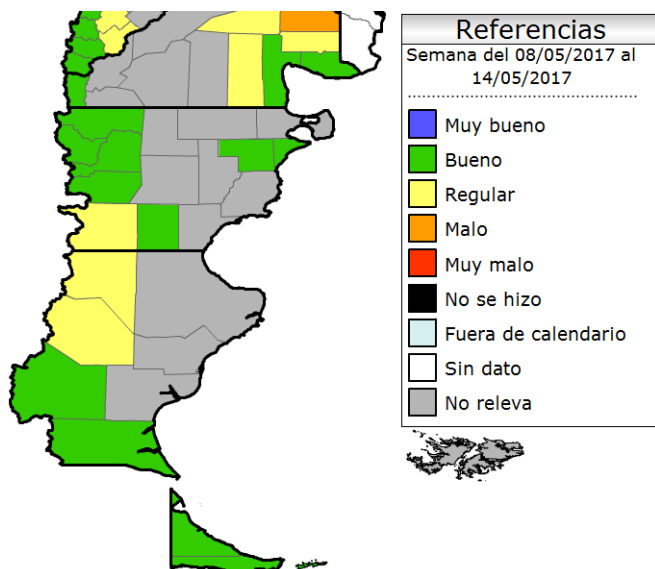 Referencias
Semana del 08/05/2017 al
14/05/2017
Muy bueno
Bueno
Regular
Malo
Muy malo
No se hizo
Fuera de calendario
Sin dato
No releva